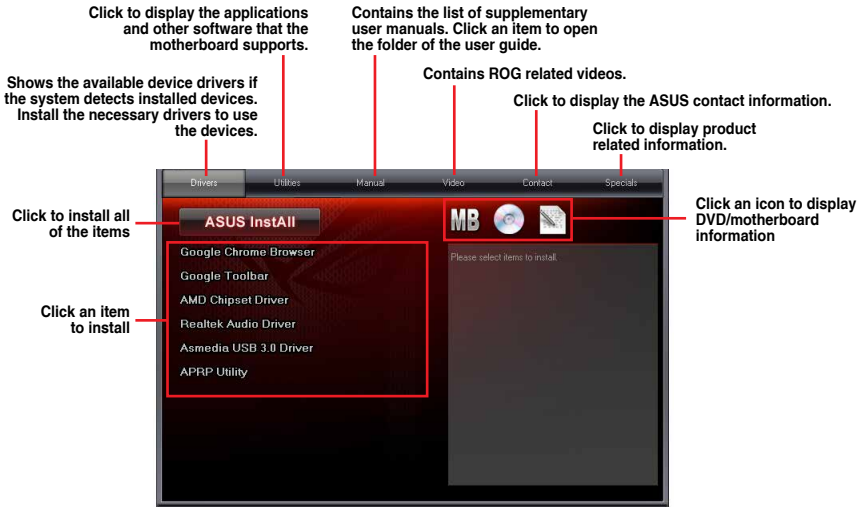 Click to display the applications
and other software that the
motherboard supports.
Contains the list of supplementary
user manuals. Click an item to open
the folder of the user guide.
Contains ROG related videos.
Shows the available device drivers if
the system detects installed devices.
Install the necessary drivers to use
the devices.
Click to display the ASUS contact information.
Click to display product
related information.
Drivers
Utilities
Manual
Video
Contact
Specials
Click to install all
of the items
ASUS InstAll
MB
Click an icon to display
DVD/motherboard
information
Google Chrome Browser
Google Toolbar
AMD Chipset Driver
Realtek Audio Driver
Asmedia USB 3.0 Driver
APRP Utility
Please select items to install.
Click an item
to install